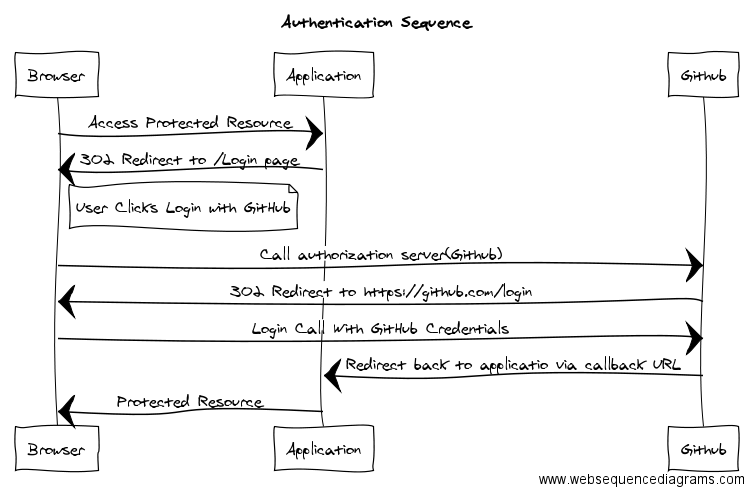 Authentication Sequence
Browser Application Github
Access Protected Resource
302 Redirect to /Login page
User Clicks Login with GitHub
Call authorization server(Github)
302 Redirect to https://github.com/login
Login Call With GitHub Credentials
Redirect back to applicatio via callback URL
Protected Resource
Browser Application Github
www.websequencediagrams.com